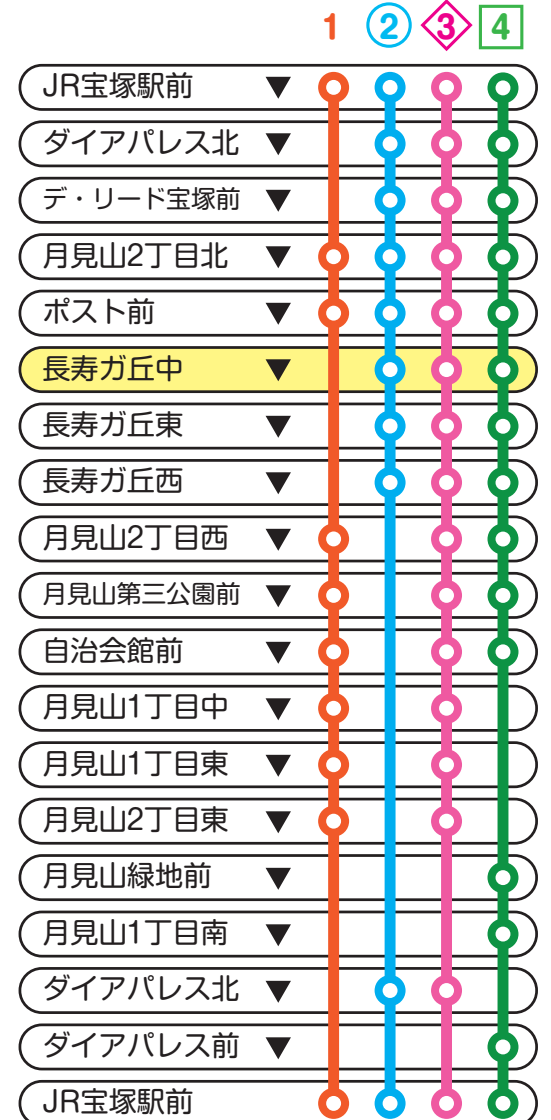 1 2 3 4
JR宝塚駅前 ▼
ダイアパレス北 ▼
デ・リード宝塚前 ▼
月見山2丁目北 ▼
ポスト前 ▼
長寿ガ丘中 ▼
長寿ガ丘東 ▼
長寿ガ丘西 ▼
月見山2丁目西 ▼
月見山第三公園前 ▼
自治会館前 ▼
月見山1丁目中 ▼
月見山1丁目東 ▼
月見山2丁目東 ▼
月見山緑地前 ▼
月見山1丁目南 ▼
ダイアパレス北 ▼
ダイアパレス前 ▼
JR宝塚駅前